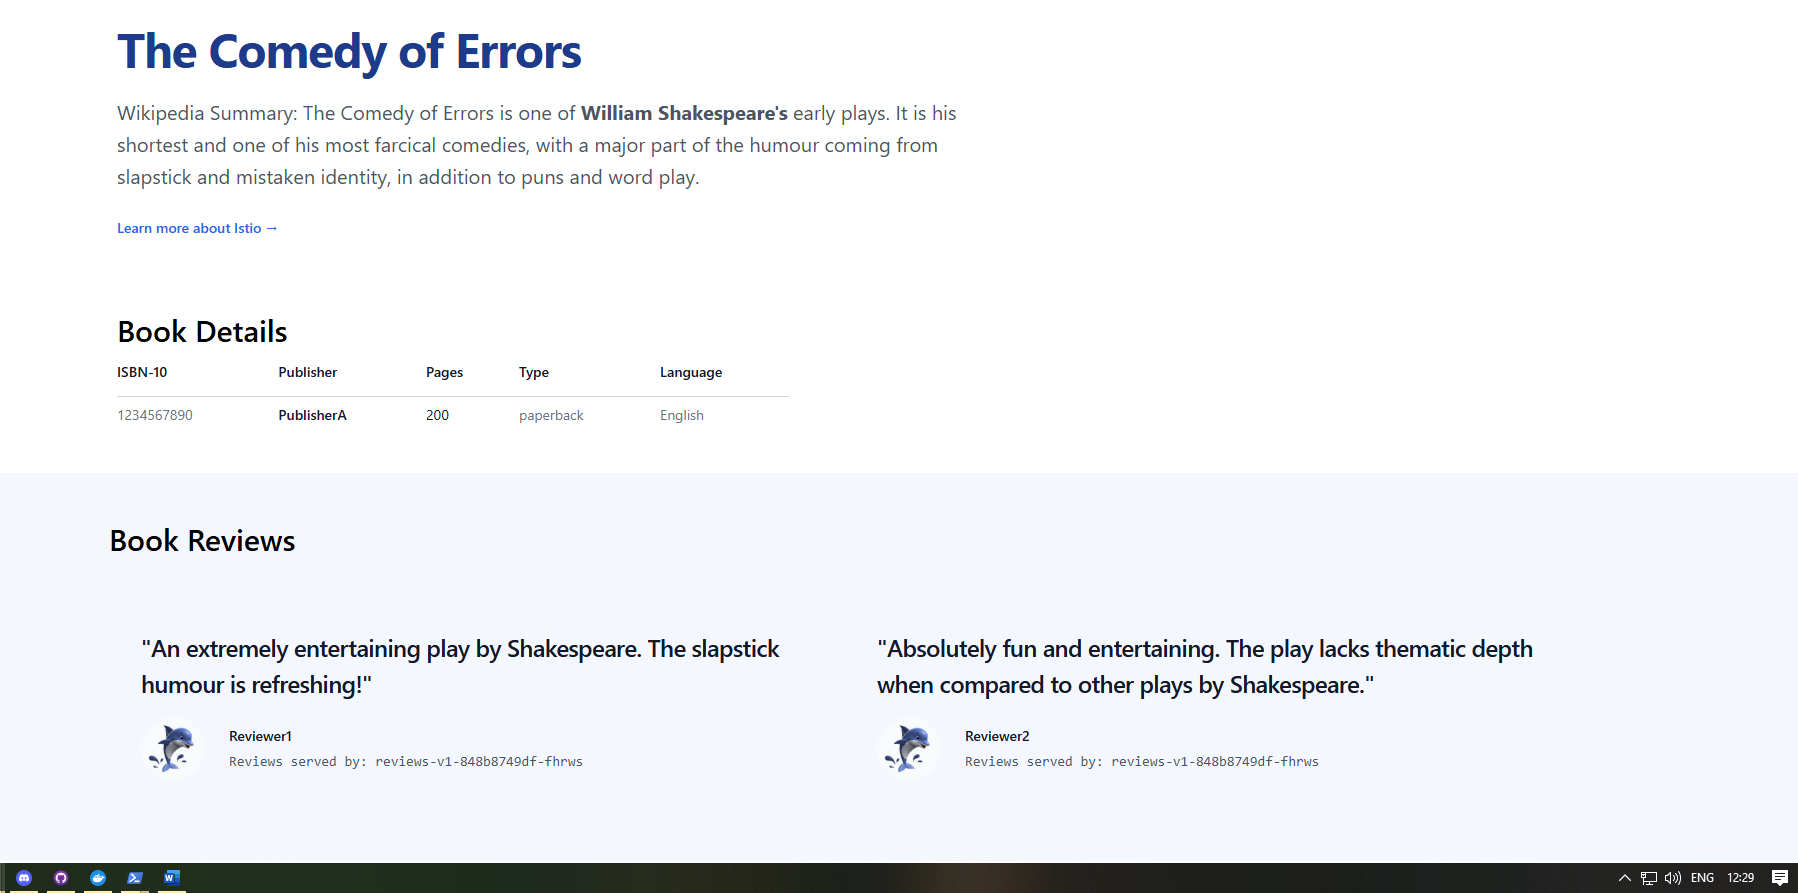 The Comedy of Errors
Wikipedia Summary: The Comedy of Errors is one of William Shakespeare's early plays. It is his
shortest and one of his most farcical comedies, with a major part of the humour coming from
slapstick and mistaken identity, in addition to puns and word play.
Learn more about Istio →
Book Details
ISBN-10 Publisher Pages Type Language
1234567890 PublisherA 200 paperback English
Book Reviews
"An extremely entertaining play by Shakespeare. The slapstick
humour is refreshing!"
Reviewer1
Reviews served by: reviews-v1-848b8749df-fhrws
"Absolutely fun and entertaining. The play lacks thematic depth
when compared to other plays by Shakespeare."
Reviewer2
Reviews served by: reviews-v1-848b8749df-fhrws
W
ENG 12:29